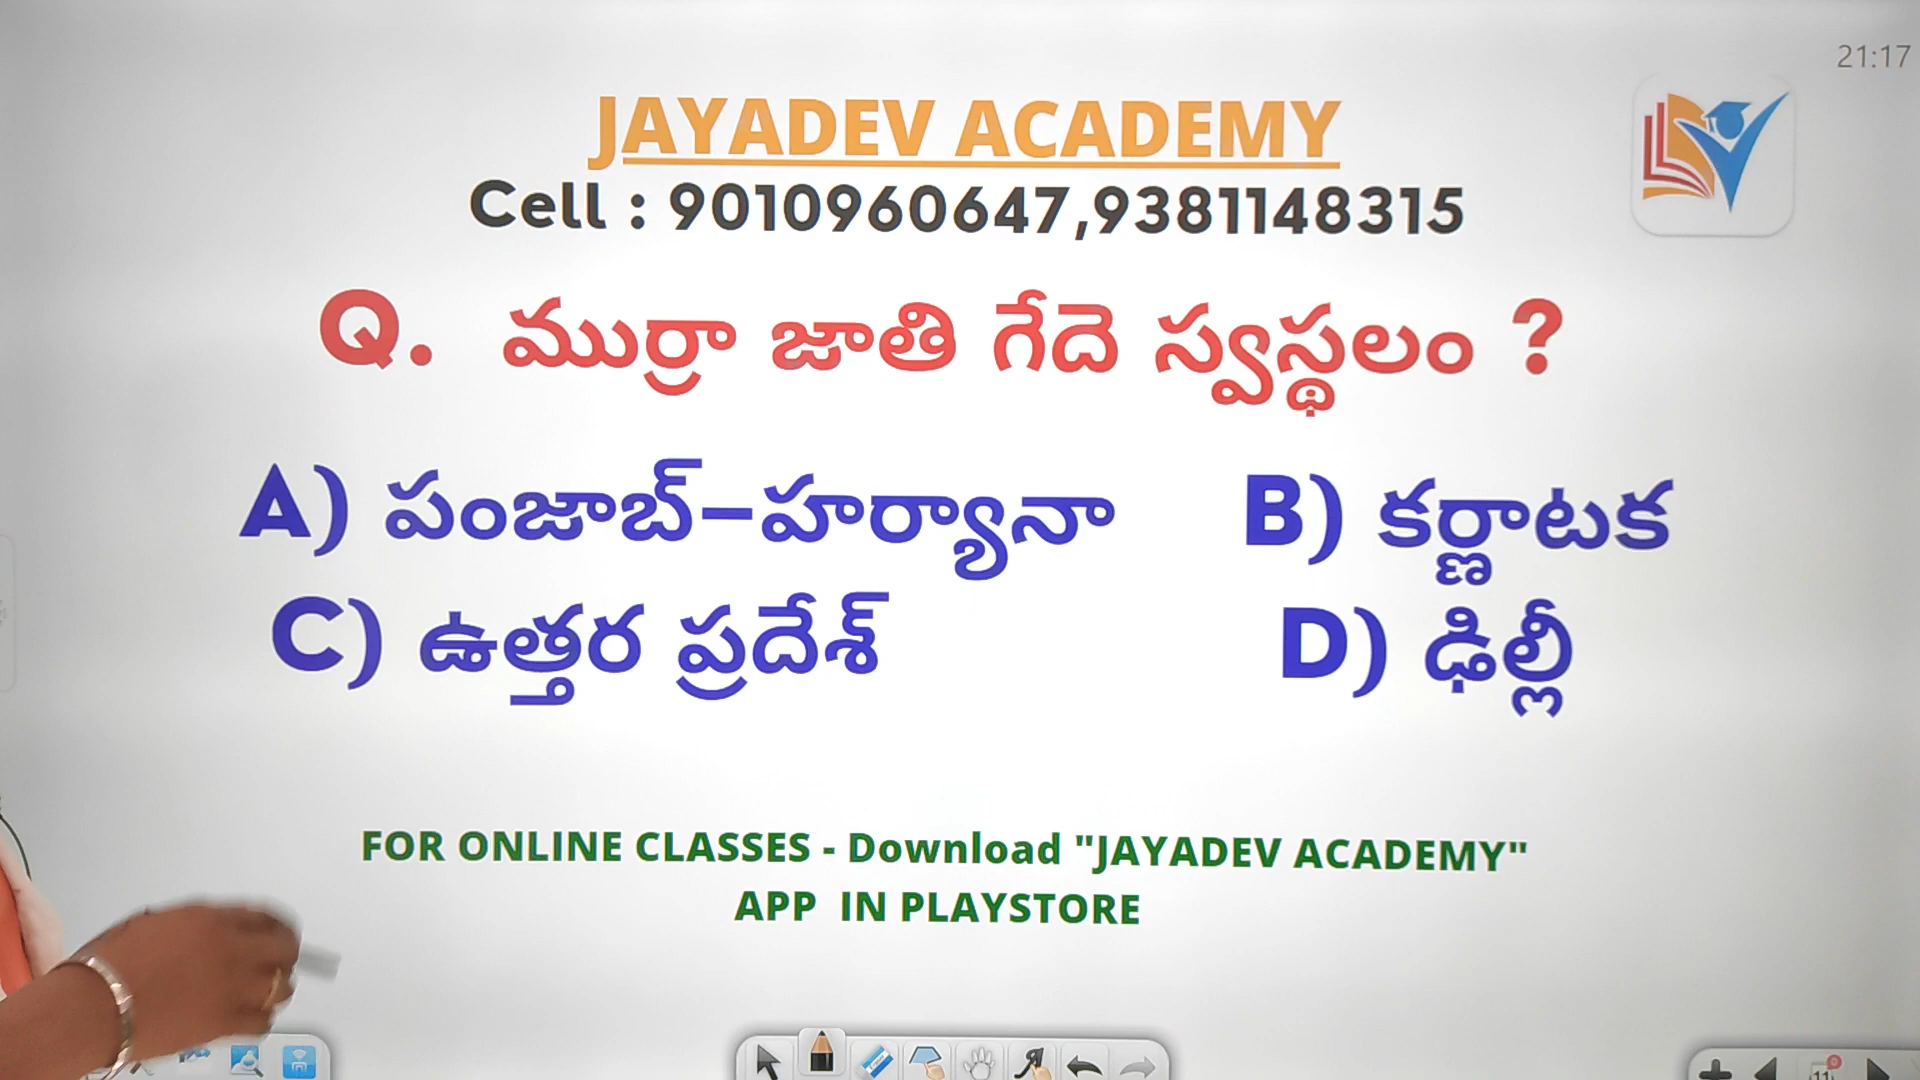 21:17
JAYADEV ACADEMY
Cell : 9010960647,9381148315
Q. ముర్రా జాతి గేదె స్వస్థలం ?
A) పంజాబ్-హర్యానా B) కర్ణాటక
C) ఉత్తర ప్రదేశ్ D) ఢిల్లీ
FOR ONLINE CLASSES - Download "JAYADEV ACADEMY"
APP IN PLAYSTORE
11